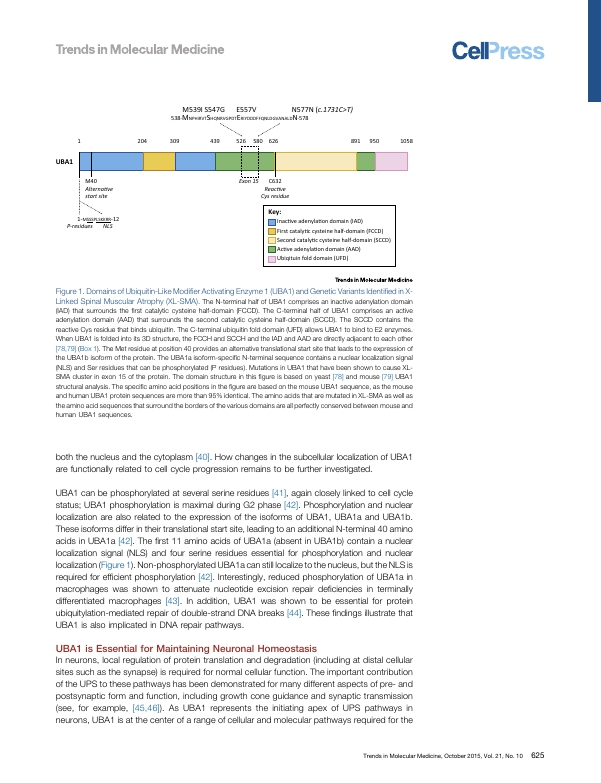 Trends in Molecular Medicine
CellPress
M539I S547G E557V N577N (c.1731C>T)
1 204 309 439 526 580 626 891 950 1058
UBA1
M40
Alternative
start site
Exon 15
C632
Reactive
Cys residue
P-residues NLS
Key:
Inactive adenylation domain (IAD)
First catalytic cysteine half-domain (FCCD)
Second catalytic cysteine half-domain (SCCD)
Active adenylation domain (AAD)
Ubiquitin fold domain (UFD)
Trends in Molecular Medicine
Figure 1. Domains of Ubiquitin-Like Modifier Activating Enzyme 1 (UBA1) and Genetic Variants Identified in X-
Linked Spinal Muscular Atrophy (XL-SMA). The N-terminal half of UBA1 comprises an inactive adenylation domain
(IAD) that surrounds the first catalytic cysteine half-domain (FCCD). The C-terminal half of UBA1 comprises an active
adenylation domain (AAD) that surrounds the second catalytic cysteine half-domain (SCCD). The SCCD contains the
reactive Cys residue that binds ubiquitin. The C-terminal ubiquitin fold domain (UFD) allows UBA1 to bind to E2 enzymes.
When UBA1 is folded into its 3D structure, the FCCH and SCCH and the IAD and AAD are directly adjacent to each other
[78,79] (Box 1). The Met residue at position 40 provides an alternative translational start site that leads to the expression of
the UBA1b isoform of the protein. The UBA1a isoform-specific N-terminal sequence contains a nuclear localization signal
(NLS) and Ser residues that can be phosphorylated (P residues). Mutations in UBA1 that have been shown to cause XL-
SMA cluster in exon 15 of the protein. The domain structure in this figure is based on yeast [78] and mouse [79] UBA1
structural analysis. The specific amino acid positions in the figure are based on the mouse UBA1 sequence, as the mouse
and human UBA1 protein sequences are more than 95% identical. The amino acids that are mutated in XL-SMA as well as
the amino acid sequences that surround the borders of the various domains are all perfectly conserved between mouse and
human UBA1 sequences.
both the nucleus and the cytoplasm [40]. How changes in the subcellular localization of UBA1
are functionally related to cell cycle progression remains to be further investigated.
UBA1 can be phosphorylated at several serine residues [41], again closely linked to cell cycle
status; UBA1 phosphorylation is maximal during G2 phase [42]. Phosphorylation and nuclear
localization are also related to the expression of the isoforms of UBA1, UBA1a and UBA1b.
These isoforms differ in their translational start site, leading to an additional N-terminal 40 amino
acids in UBA1a [42]. The first 11 amino acids of UBA1a (absent in UBA1b) contain a nuclear
localization signal (NLS) and four serine residues essential for phosphorylation and nuclear
localization (Figure 1). Non-phosphorylated UBA1a can still localize to the nucleus, but the NLS is
required for efficient phosphorylation [42]. Interestingly, reduced phosphorylation of UBA1a in
macrophages was shown to attenuate nucleotide excision repair deficiencies in terminally
differentiated macrophages [43]. In addition, UBA1 was shown to be essential for protein
ubiquitylation-mediated repair of double-strand DNA breaks [44]. These findings illustrate that
UBA1 is also implicated in DNA repair pathways.
UBA1 is Essential for Maintaining Neuronal Homeostasis
In neurons, local regulation of protein translation and degradation (including at distal cellular
sites such as the synapse) is required for normal cellular function. The important contribution
of the UPS to these pathways has been demonstrated for many different aspects of pre- and
postsynaptic form and function, including growth cone guidance and synaptic transmission
(see, for example, [45,46]). As UBA1 represents the initiating apex of UPS pathways in
neurons, UBA1 is at the center of a range of cellular and molecular pathways required for the
Trends in Molecular Medicine, October 2015, Vol. 21, No. 10 625